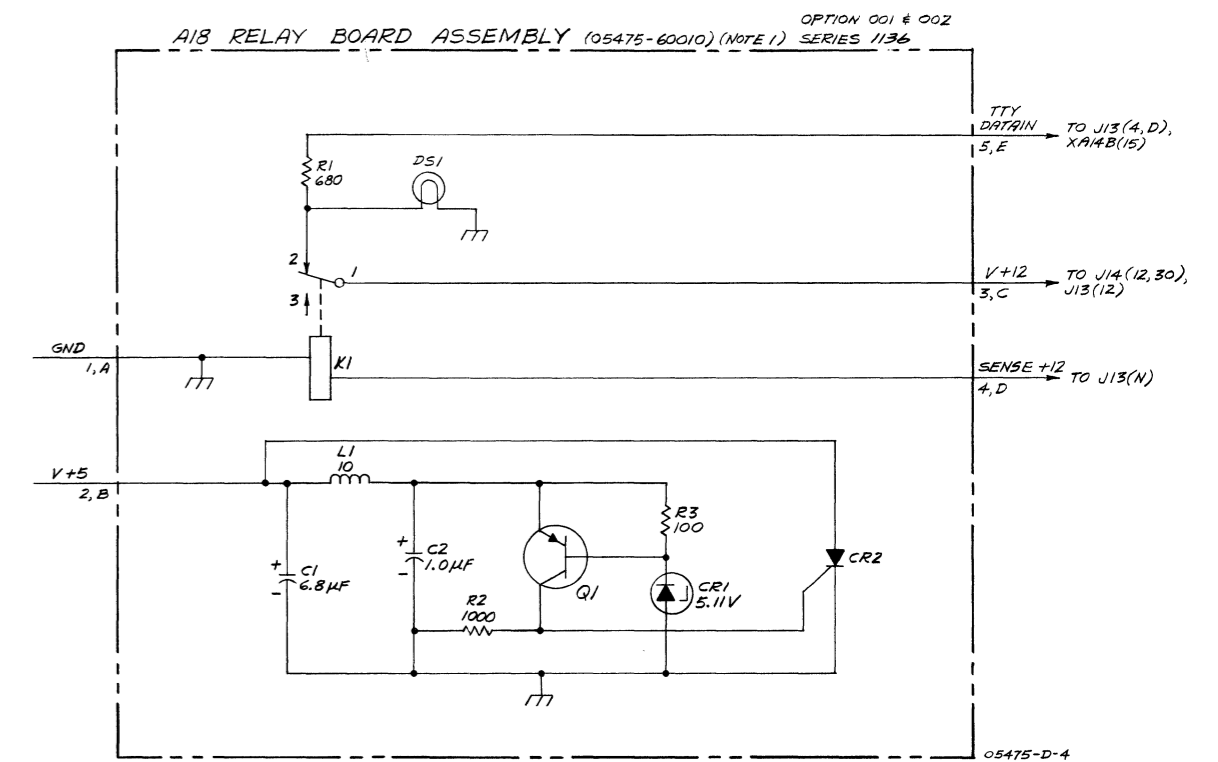 OPTION 001 & 002
A18 RELAY BOARD ASSEMBLY (05475-60010) (NOTE 1) SERIES 1136
TTY
DATAIN
5, E
TO J13(4,D),
XA14B(15)
R1
680
DS1
2
1
3
V+12
3, C
TO J14(12,30),
J13(12)
GND
1, A
K1
SENSE +12
4, D
TO J13(N)
V+5
2, B
L1
10
+
C1
6.8µF
-
+
C2
1.0µF
-
R2
1000
Q1
R3
100
CR1
5.11V
CR2
05475-D-4